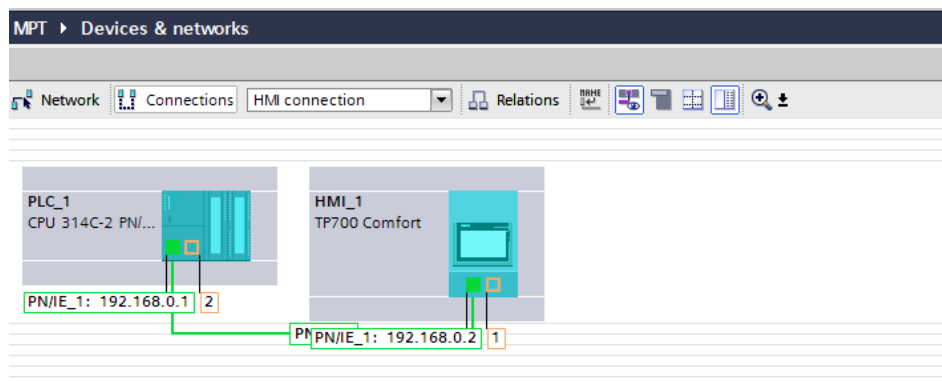 MPT ▸ Devices & networks
Network Connections HMI connection Relations
PLC_1
CPU 314C-2 PN/...
HMI_1
TP700 Comfort
PN/IE_1: 192.168.0.1 2
PN/IE_1: 192.168.0.2 1